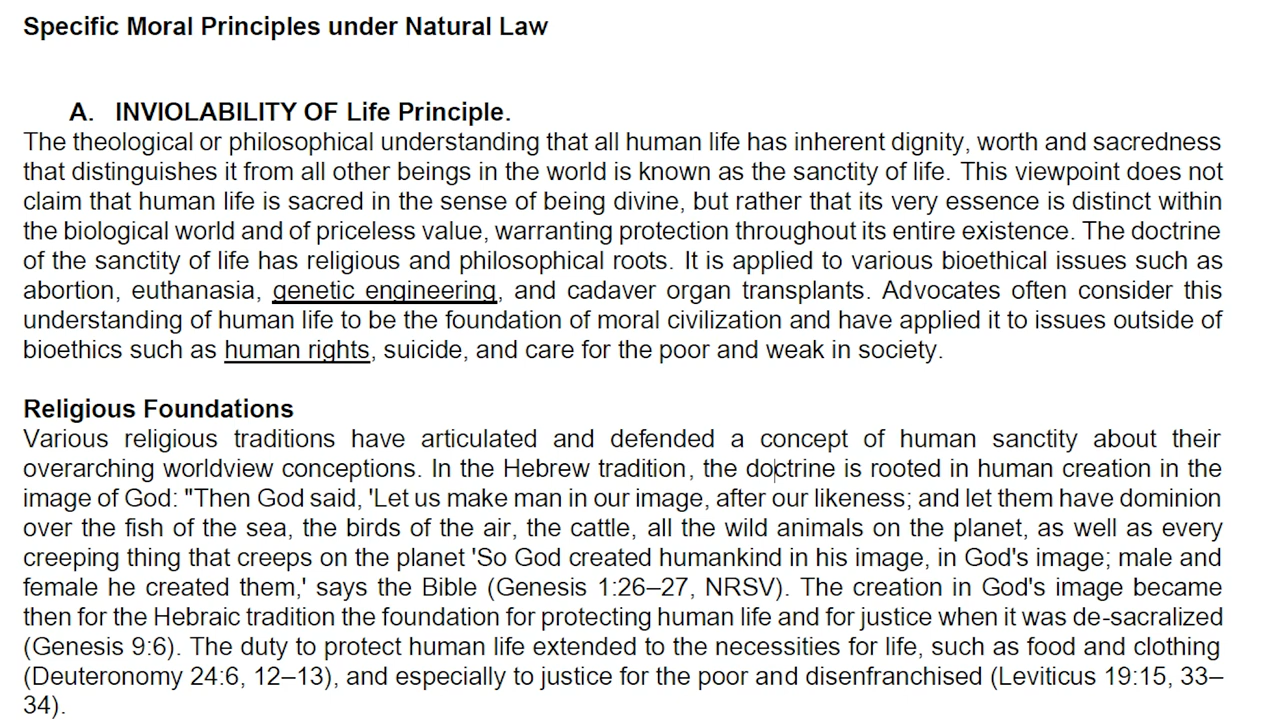 Specific Moral Principles under Natural Law
A. INVIOLABILITY OF Life Principle.
The theological or philosophical understanding that all human life has inherent dignity, worth and sacredness
that distinguishes it from all other beings in the world is known as the sanctity of life. This viewpoint does not
claim that human life is sacred in the sense of being divine, but rather that its very essence is distinct within
the biological world and of priceless value, warranting protection throughout its entire existence. The doctrine
of the sanctity of life has religious and philosophical roots. It is applied to various bioethical issues such as
abortion, euthanasia, genetic engineering, and cadaver organ transplants. Advocates often consider this
understanding of human life to be the foundation of moral civilization and have applied it to issues outside of
bioethics such as human rights, suicide, and care for the poor and weak in society.
Religious Foundations
Various religious traditions have articulated and defended a concept of human sanctity about their
overarching worldview conceptions. In the Hebrew tradition, the doctrine is rooted in human creation in the
image of God: "Then God said, 'Let us make man in our image, after our likeness; and let them have dominion
over the fish of the sea, the birds of the air, the cattle, all the wild animals on the planet, as well as every
creeping thing that creeps on the planet 'So God created humankind in his image, in God's image; male and
female he created them,' says the Bible (Genesis 1:26–27, NRSV). The creation in God's image became
then for the Hebraic tradition the foundation for protecting human life and for justice when it was de-sacralized
(Genesis 9:6). The duty to protect human life extended to the necessities for life, such as food and clothing
(Deuteronomy 24:6, 12–13), and especially to justice for the poor and disenfranchised (Leviticus 19:15, 33–
34).